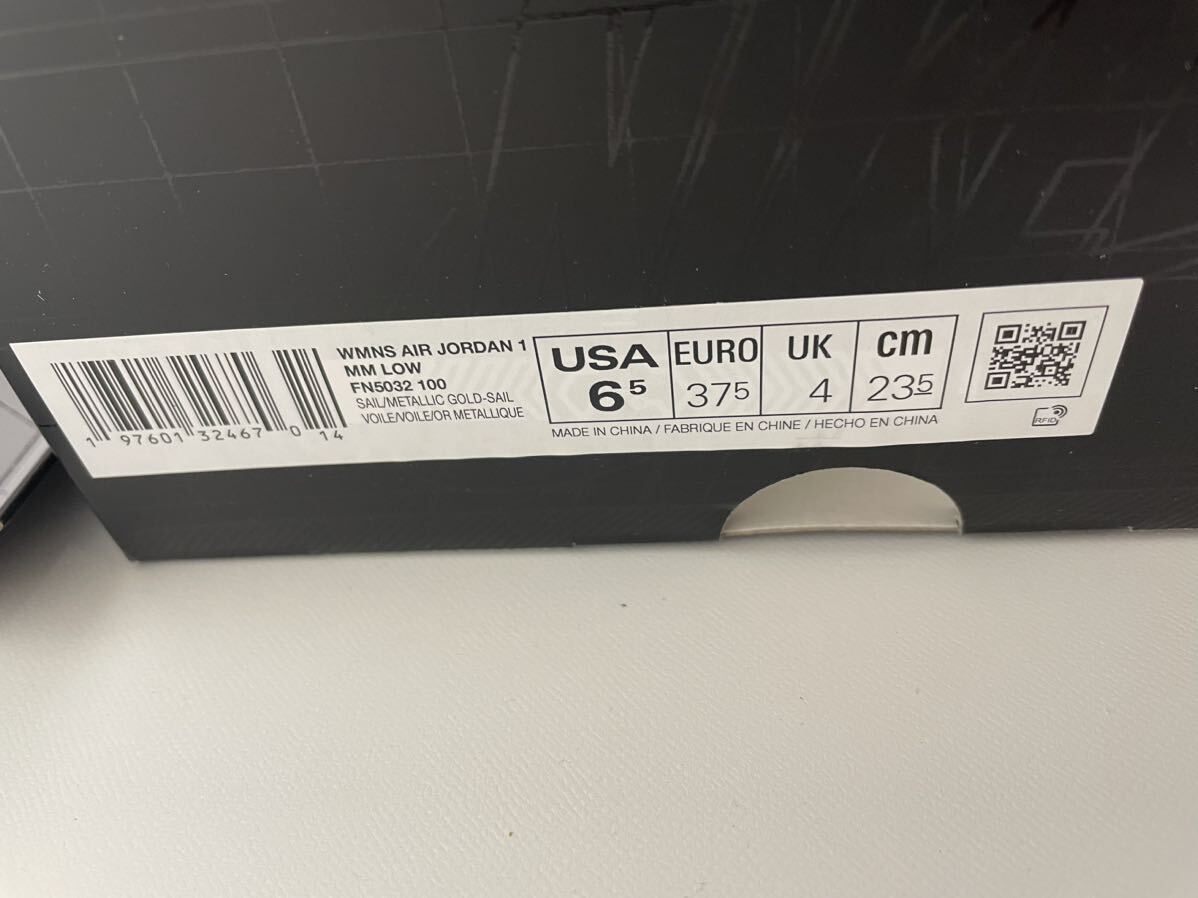 WMNS AIR JORDAN 1
MM LOW
FN5032 100
SAIL/METALLIC GOLD-SAIL
VOILE/VOILE/OR METALLIQUE
1 97601 32467 0 14
USA EURO UK cm
6 5 37 5 4 23 5
MADE IN CHINA / FABRIQUE EN CHINE / HECHO EN CHINA
RFID